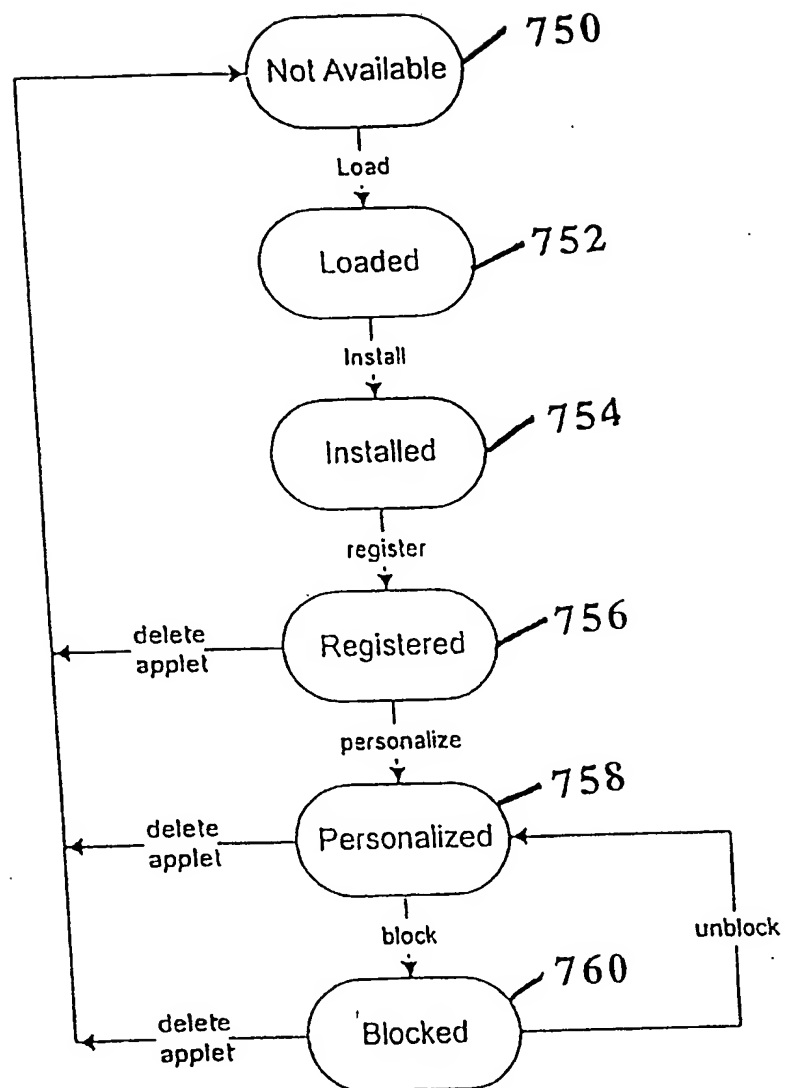 750
Not Available
Load
752
Loaded
Install
754
Installed
register
756
Registered
delete
applet
personalize
758
Personalized
delete
applet
block
unblock
760
Blocked
delete
applet